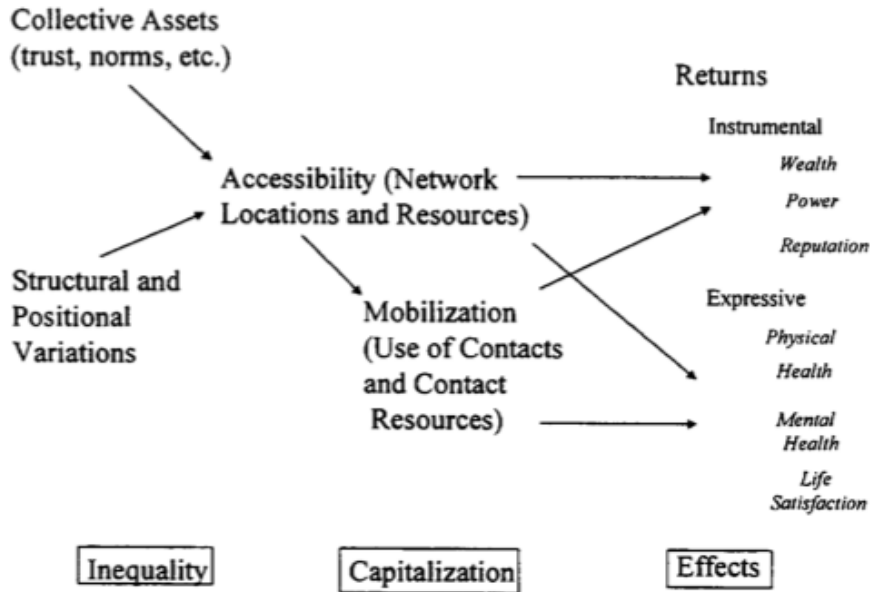 Collective Assets
(trust, norms, etc.)
Returns
Instrumental
Wealth
Accessibility (Network
Locations and Resources)
Power
Reputation
Structural and
Positional
Variations
Expressive
Mobilization
(Use of Contacts
and Contact
Resources)
Physical
Health
Mental
Health
Life
Satisfaction
Inequality
Capitalization
Effects